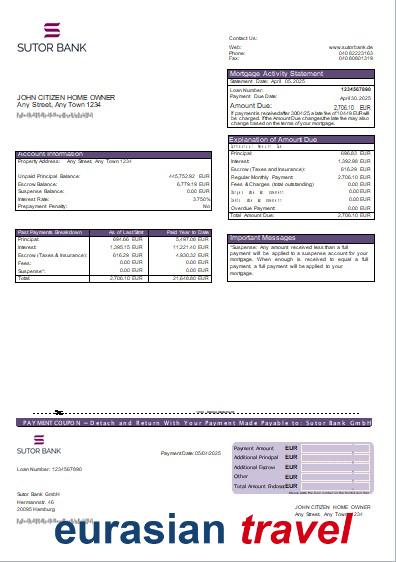 SUTOR BANK
Contact Us:
Web: www.sutorbank.de
Phone: 040 82223163
Fax: 040 80801319
Mortgage Activity Statement
Statement Date: April 05, 2025
Loan Number: 1234567890
Payment Due Date: April 30, 2025
Amount Due: 2,706.10 EUR
If payment is received after 30/04/25 a late fee of 104.49 EUR will
be charged. If the Amount Due changes the late fee may also
change based on the terms of your mortgage.
JOHN CITIZEN HOME OWNER
Any Street, Any Town 1234
Explanation of Amount Due
Principal: 696.83 EUR
Interest: 1,392.98 EUR
Escrow (Taxes and Insurance): 616.29 EUR
Regular Monthly Payment: 2,706.10 EUR
Fees & Charges (total outstanding) 0.00 EUR
0.00 EUR
0.00 EUR
Overdue Payment: 0.00 EUR
Total Amount Due: 2,706.10 EUR
Account Information
Property Address: Any Street, Any Town 1234
Unpaid Principal Balance: 445,752.92 EUR
Escrow Balance: 6,779.19 EUR
Suspense Balance: 0.00 EUR
Interest Rate: 3.750%
Prepayment Penalty: No
Past Payments Breakdown As of Last Stmt Paid Year to Date
Principal: 694.66 EUR 5,497.08 EUR
Interest: 1,395.15 EUR 11,221.40 EUR
Escrow (Taxes & Insurance): 616.29 EUR 4,930.32 EUR
Fees: 0.00 EUR 0.00 EUR
Suspense*: 0.00 EUR 0.00 EUR
Total: 2,706.10 EUR 21,648.80 EUR
Important Messages
*Suspense: Any amount received less than a full
payment will be applied to a suspense account for your
mortgage. When enough is received to equal a full
payment, a full payment will be applied to your
mortgage.
PAYMENT COUPON – Detach and Return With Your Payment Made Payable to: Sutor Bank GmbH
SUTOR BANK
Payment Date: 05/04/2025
Loan Number: 1234567890
Payment Amount EUR
Additional Principal EUR
Additional Escrow EUR
Other EUR
Total Amount Enclosed EUR
Sutor Bank GmbH
Hermannstr. 46
20095 Hamburg
JOHN CITIZEN HOME OWNER
Any Street, Any Town 1234
eurasian travel